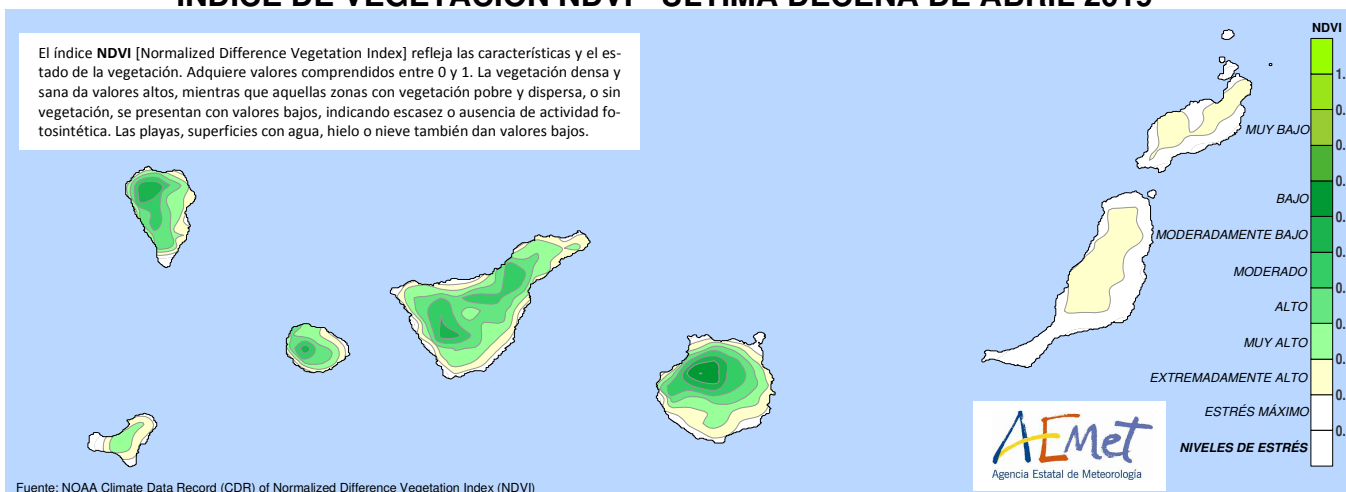 ÍNDICE DE VEGETACIÓN NDVI - ÚLTIMA DECENA DE ABRIL 2019
El índice NDVI [Normalized Difference Vegetation Index] refleja las características y el es-
tado de la vegetación. Adquiere valores comprendidos entre 0 y 1. La vegetación densa y
sana da valores altos, mientras que aquellas zonas con vegetación pobre y dispersa, o sin
vegetación, se presentan con valores bajos, indicando escasez o ausencia de actividad fo-
tosintética. Las playas, superficies con agua, hielo o nieve también dan valores bajos.
NDVI
MUY BAJO
BAJO
MODERADAMENTE BAJO
MODERADO
ALTO
MUY ALTO
EXTREMADAMENTE ALTO
ESTRÉS MÁXIMO
NIVELES DE ESTRÉS
AEMet
Agencia Estatal de Meteorología
Fuente: NOAA Climate Data Record (CDR) of Normalized Difference Vegetation Index (NDVI)